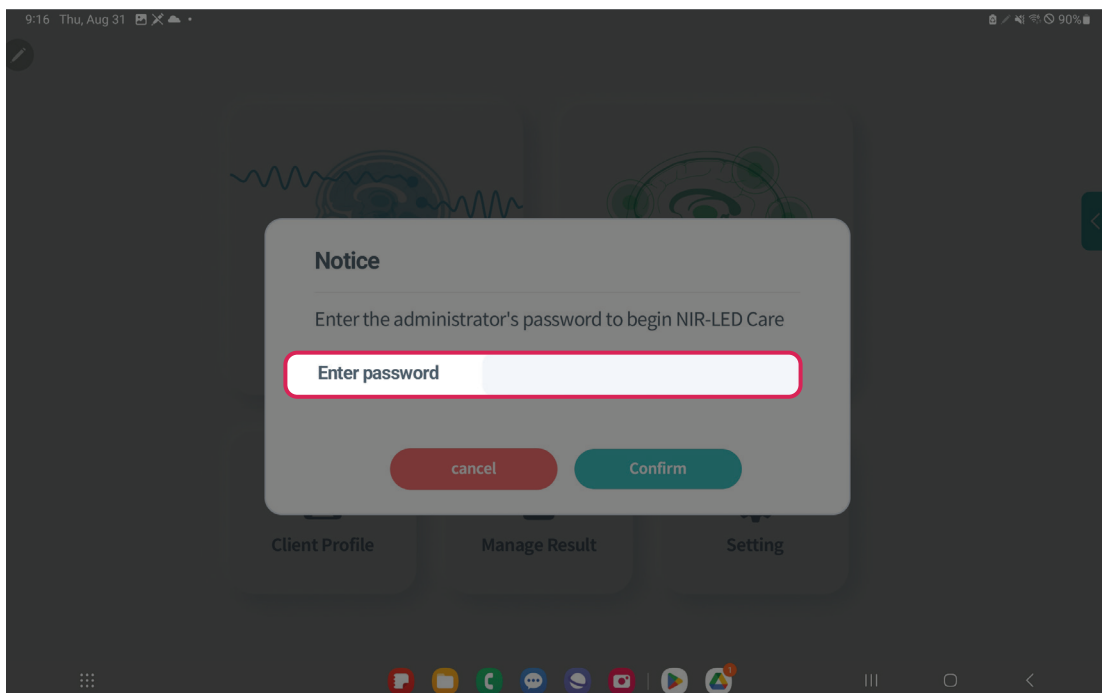 9:16 Thu, Aug 31
90%
Notice
Enter the administrator's password to begin NIR-LED Care
Enter password
cancel
Confirm
Client Profile
Manage Result
Setting
1